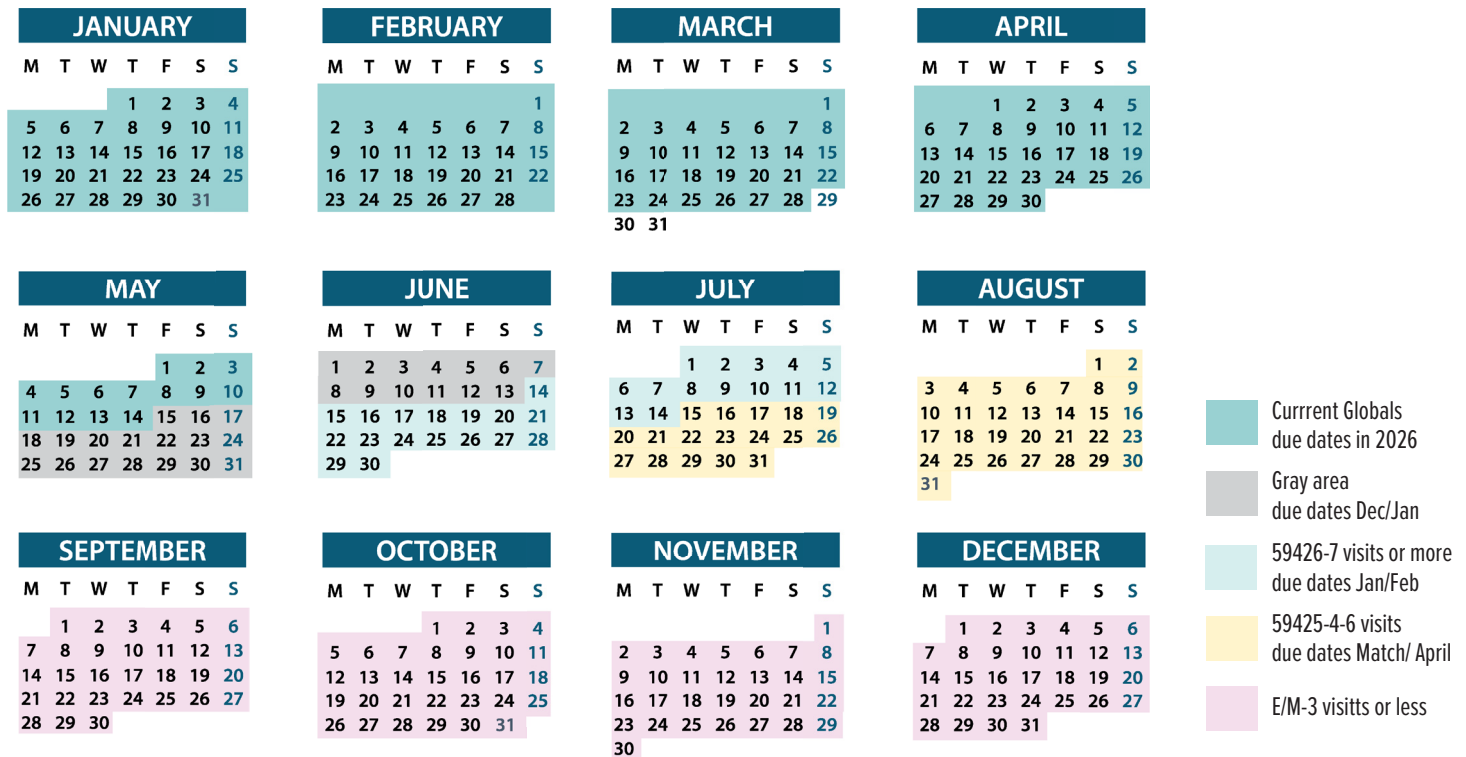 JANUARY
M T W T F S S
1 2 3 4
5 6 7 8 9 10 11
12 13 14 15 16 17 18
19 20 21 22 23 24 25
26 27 28 29 30 31
FEBRUARY
M T W T F S S
1
2 3 4 5 6 7 8
9 10 11 12 13 14 15
16 17 18 19 20 21 22
23 24 25 26 27 28
MARCH
M T W T F S S
1
2 3 4 5 6 7 8
9 10 11 12 13 14 15
16 17 18 19 20 21 22
23 24 25 26 27 28 29
30 31
APRIL
M T W T F S S
1 2 3 4 5
6 7 8 9 10 11 12
13 14 15 16 17 18 19
20 21 22 23 24 25 26
27 28 29 30
MAY
M T W T F S S
1 2 3
4 5 6 7 8 9 10
11 12 13 14 15 16 17
18 19 20 21 22 23 24
25 26 27 28 29 30 31
JUNE
M T W T F S S
1 2 3 4 5 6 7
8 9 10 11 12 13 14
15 16 17 18 19 20 21
22 23 24 25 26 27 28
29 30
JULY
M T W T F S S
1 2 3 4 5
6 7 8 9 10 11 12
13 14 15 16 17 18 19
20 21 22 23 24 25 26
27 28 29 30 31
AUGUST
M T W T F S S
1 2
3 4 5 6 7 8 9
10 11 12 13 14 15 16
17 18 19 20 21 22 23
24 25 26 27 28 29 30
31
SEPTEMBER
M T W T F S S
1 2 3 4 5 6
7 8 9 10 11 12 13
14 15 16 17 18 19 20
21 22 23 24 25 26 27
28 29 30
OCTOBER
M T W T F S S
1 2 3 4
5 6 7 8 9 10 11
12 13 14 15 16 17 18
19 20 21 22 23 24 25
26 27 28 29 30 31
NOVEMBER
M T W T F S S
1
2 3 4 5 6 7 8
9 10 11 12 13 14 15
16 17 18 19 20 21 22
23 24 25 26 27 28 29
30
DECEMBER
M T W T F S S
1 2 3 4 5 6
7 8 9 10 11 12 13
14 15 16 17 18 19 20
21 22 23 24 25 26 27
28 29 30 31
Currrent Globals
due dates in 2026
Gray area
due dates Dec/Jan
59426-7 visits or more
due dates Jan/Feb
59425-4-6 visits
due dates Match/ April
E/M-3 visitts or less